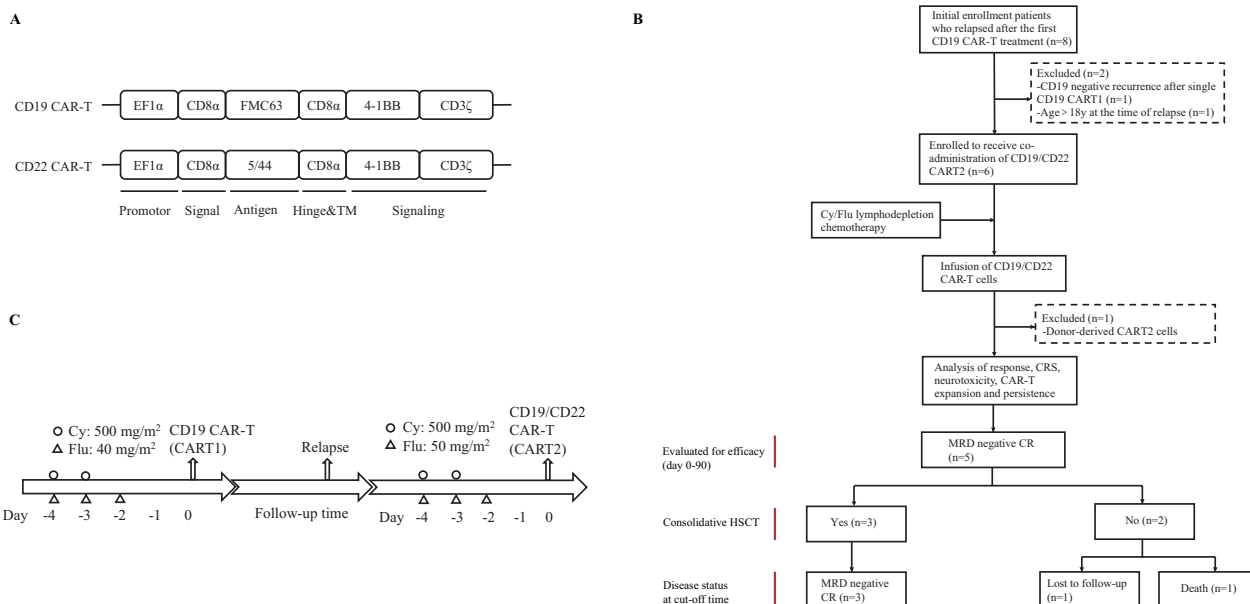 A
CD19 CAR-T
EF1α CD8α FMC63 CD8α 4-1BB CD3ζ
CD22 CAR-T
EF1α CD8α 5/44 CD8α 4-1BB CD3ζ
Promotor Signal Antigen Hinge&TM Signaling
B
Initial enrollment patients
who relapsed after the first
CD19 CAR-T treatment (n=8)
Excluded (n=2)
-CD19 negative recurrence after single
CD19 CART1 (n=1)
-Age> 18y at the time of relapse (n=1)
Enrolled to receive co-
administration of CD19/CD22
CART2 (n=6)
Cy/Flu lymphodepletion
chemotherapy
Infusion of CD19/CD22
CAR-T cells
Excluded (n=1)
-Donor-derived CART2 cells
Analysis of response, CRS,
neurotoxicity, CAR-T
expansion and persistence
Evaluated for efficacy
(day 0-90)
MRD negative CR
(n=5)
Consolidative HSCT
Yes (n=3)
No (n=2)
Disease status
at cut-off time
MRD negative
CR (n=3)
Lost to follow-up
(n=1)
Death (n=1)
C
Cy: 500 mg/m²
Flu: 40 mg/m²
CD19 CAR-T
(CART1)
Relapse
Cy: 500 mg/m²
Flu: 50 mg/m²
CD19/CD22
CAR-T
(CART2)
Day -4 -3 -2 -1 0
Follow-up time
Day -4 -3 -2 -1 0